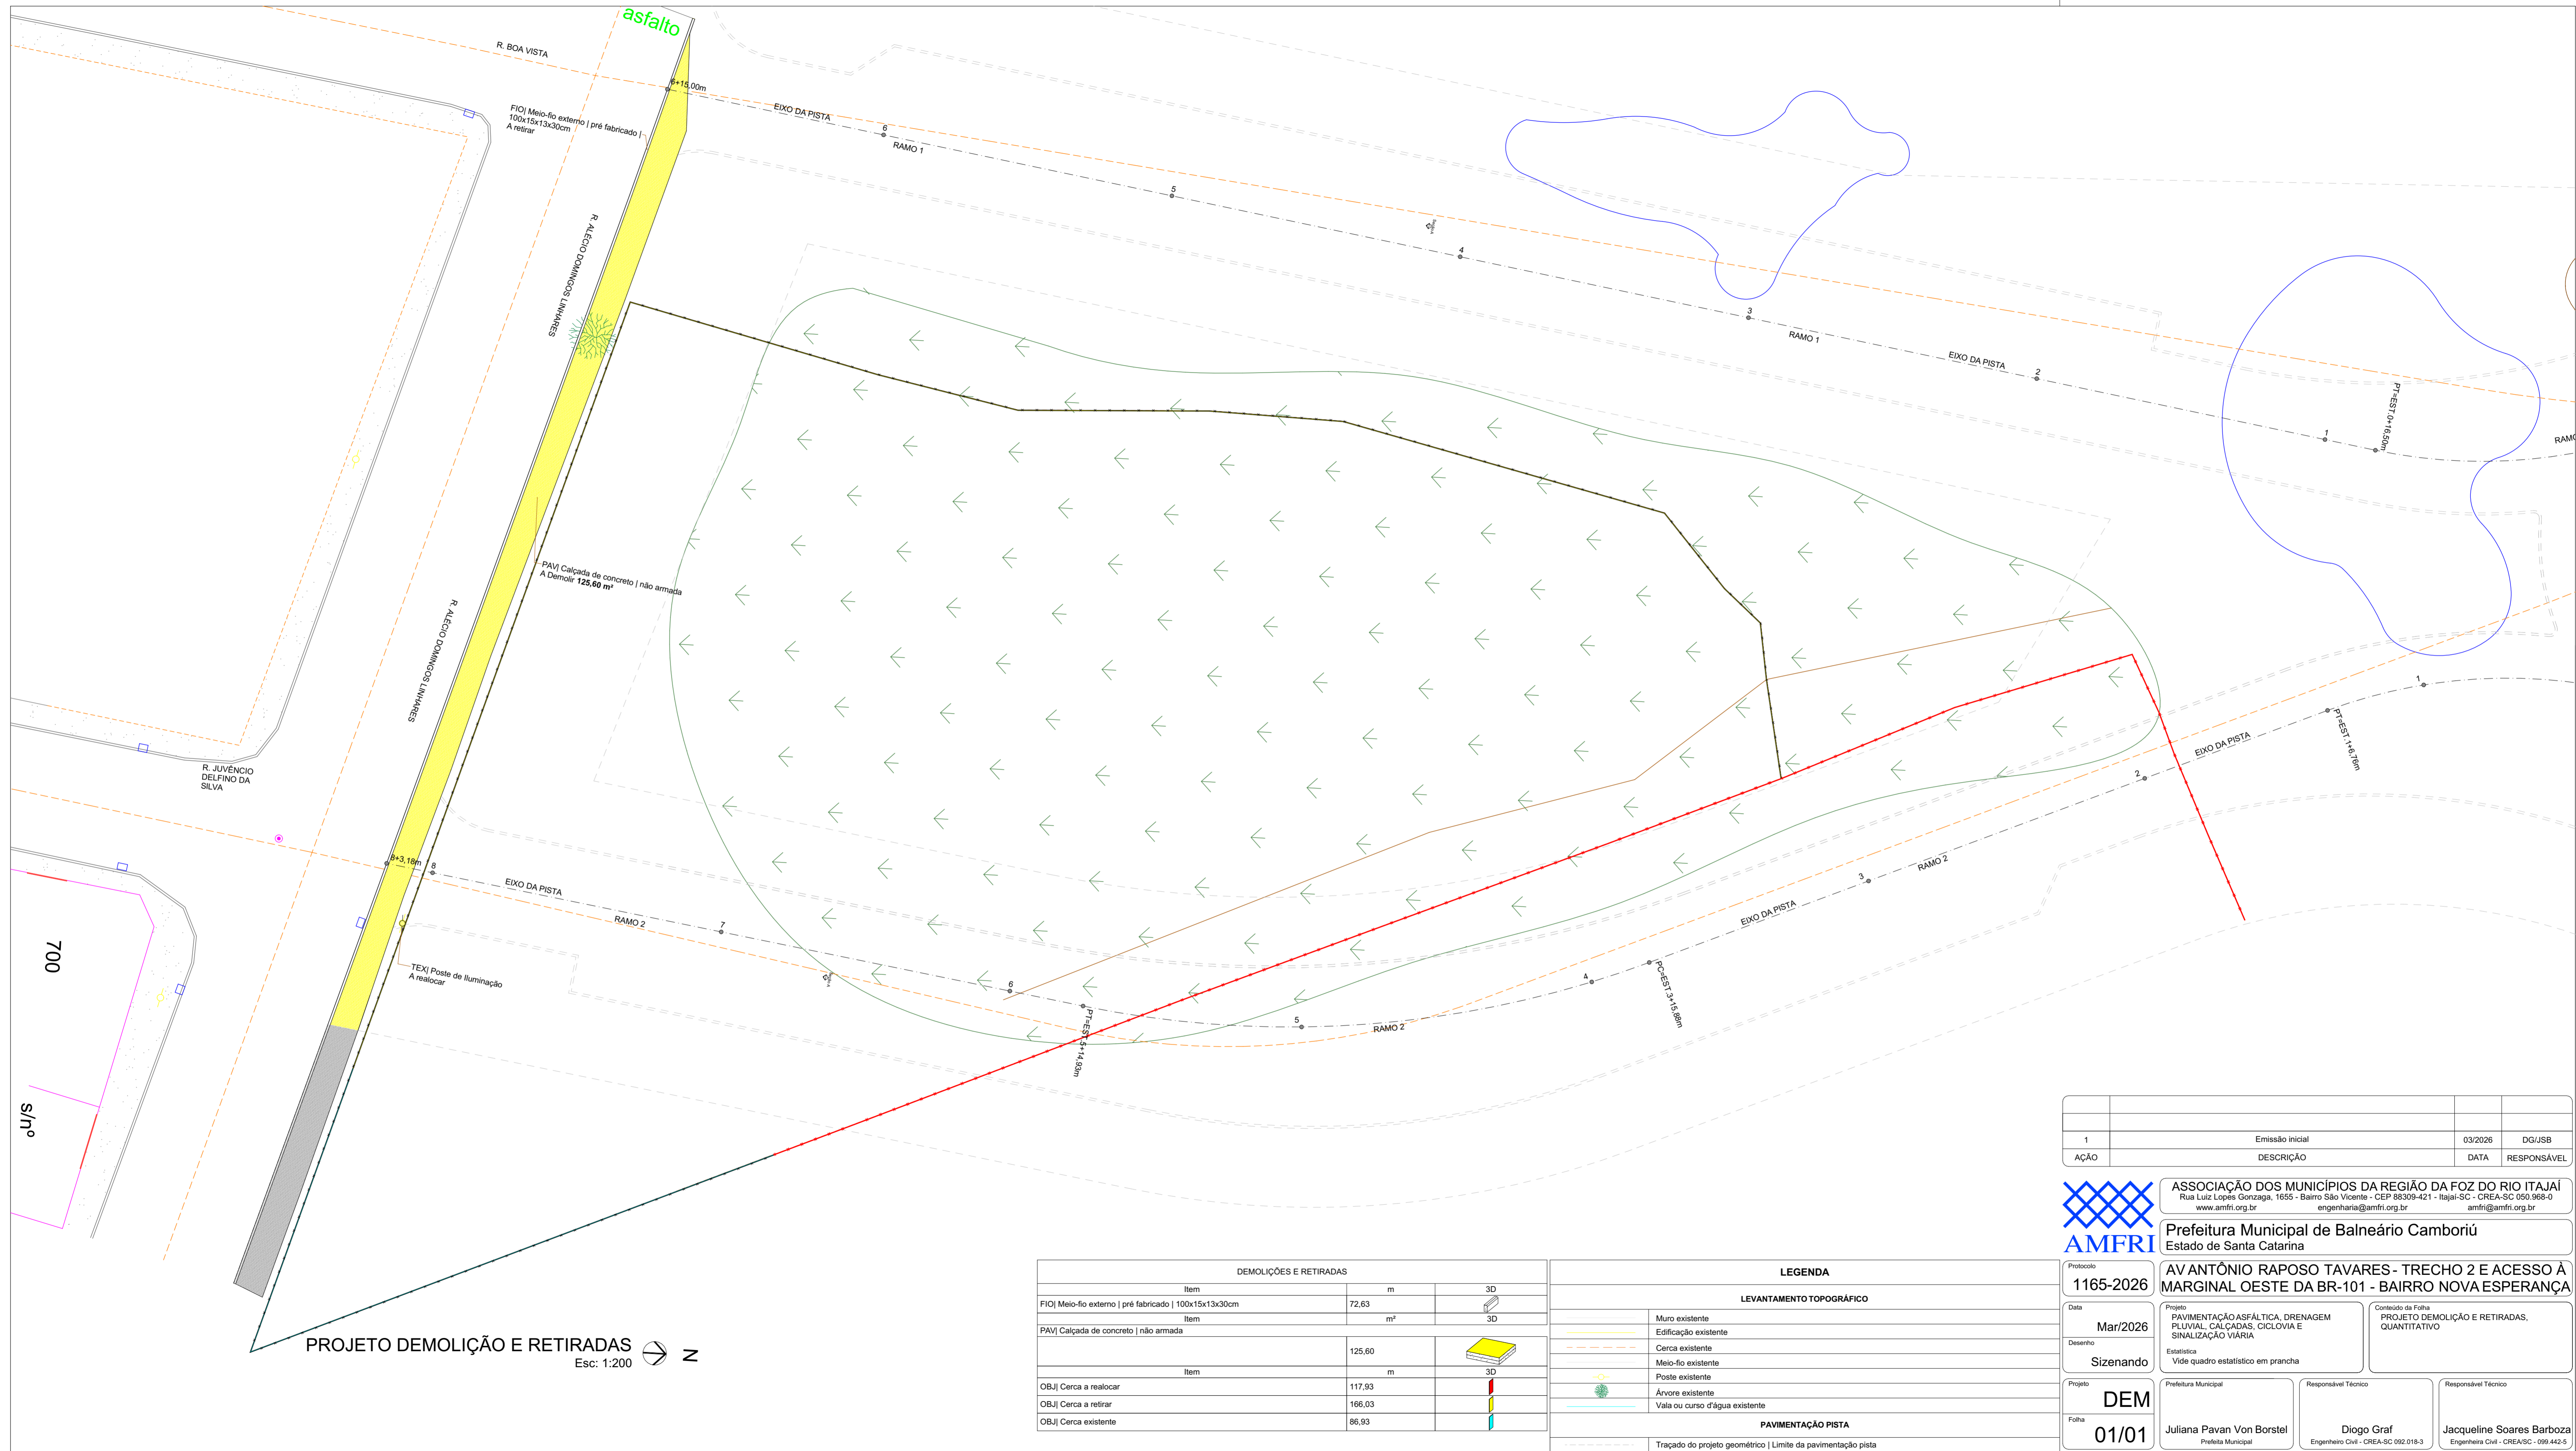 asfalto
R. BOA VISTA
6+15,00m
FIO| Meio-fio externo | pré fabricado |
100x15x13x30cm
A retirar
EIXO DA PISTA
6
RAMO 1
5
4
3
RAMO 1
EIXO DA PISTA
2
1
PT=EST.0+16,50m
R. ALÉCIO DOMINGOS LINHARES
PAV| Calçada de concreto | não armada
A Demolir 125,60 m²
R. ALÉCIO DOMINGOS LINHARES
R. JUVÊNCIO
DELFINO DA
SILVA
8+3,18m
8
EIXO DA PISTA
RAMO 2
7
6
PT=EST.5+14,93m
5
RAMO 2
4
PC=EST.3+15,88m
EIXO DA PISTA
3
RAMO 2
2
EIXO DA PISTA
PT=EST.1+6,76m
1
TEX| Poste de Iluminação
A realocar
700
s/nº
PROJETO DEMOLIÇÃO E RETIRADAS
Esc: 1:200
N
DEMOLIÇÕES E RETIRADAS
Item m 3D
FIO| Meio-fio externo | pré fabricado | 100x15x13x30cm 72,63
Item m² 3D
PAV| Calçada de concreto | não armada
125,60
Item m 3D
OBJ| Cerca a realocar 117,93
OBJ| Cerca a retirar 166,03
OBJ| Cerca existente 86,93
LEGENDA
LEVANTAMENTO TOPOGRÁFICO
Muro existente
Edificação existente
Cerca existente
Meio-fio existente
Poste existente
Árvore existente
Vala ou curso d'água existente
PAVIMENTAÇÃO PISTA
Traçado do projeto geométrico | Limite da pavimentação pista
1 Emissão inicial 03/2026 DG/JSB
AÇÃO DESCRIÇÃO DATA RESPONSÁVEL
AMFRI
ASSOCIAÇÃO DOS MUNICÍPIOS DA REGIÃO DA FOZ DO RIO ITAJAÍ
Rua Luiz Lopes Gonzaga, 1655 - Bairro São Vicente - CEP 88309-421 - Itajaí-SC - CREA-SC 050.968-0
www.amfri.org.br engenharia@amfri.org.br amfri@amfri.org.br
Prefeitura Municipal de Balneário Camboriú
Estado de Santa Catarina
Protocolo
1165-2026
AV ANTÔNIO RAPOSO TAVARES - TRECHO 2 E ACESSO À
MARGINAL OESTE DA BR-101 - BAIRRO NOVA ESPERANÇA
Data
Mar/2026
Desenho
Sizenando
Projeto
PAVIMENTAÇÃO ASFÁLTICA, DRENAGEM
PLUVIAL, CALÇADAS, CICLOVIA E
SINALIZAÇÃO VIÁRIA
Estatística
Vide quadro estatístico em prancha
Conteúdo da Folha
PROJETO DEMOLIÇÃO E RETIRADAS,
QUANTITATIVO
Projeto
DEM
Folha
01/01
Prefeitura Municipal
Juliana Pavan Von Borstel
Prefeita Municipal
Responsável Técnico
Diogo Graf
Engenheiro Civil - CREA-SC 092.018-3
Responsável Técnico
Jacqueline Soares Barboza
Engenheira Civil - CREA/SC - 099.442-5